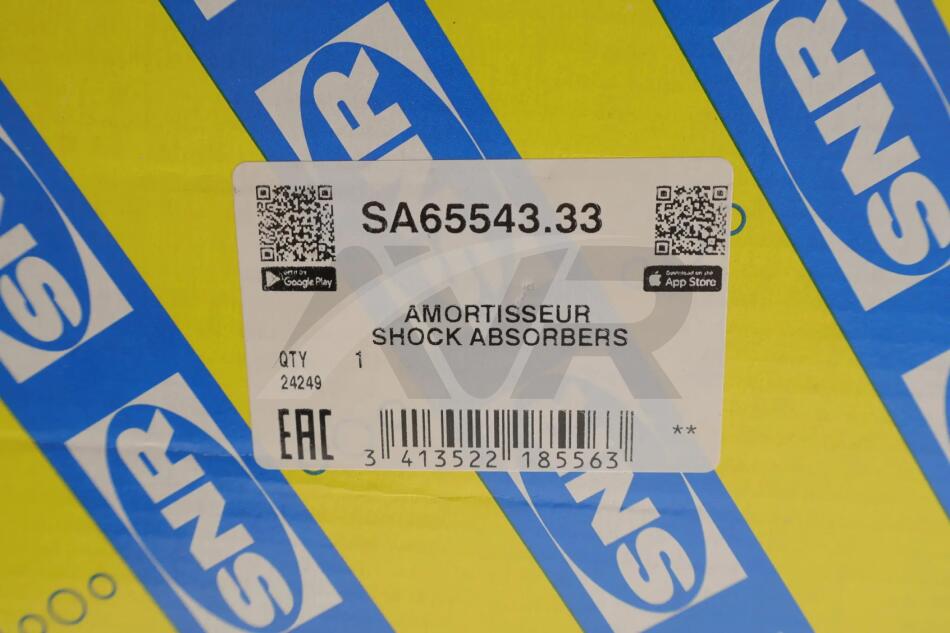 SNR
SNR
SNR
SA65543.33
GET IT ON
Google Play
Download on the
App Store
AMORTISSEUR
SHOCK ABSORBERS
QTY 1
24249
EAC
3 413522 185563
**
AVR
SNR
SNR